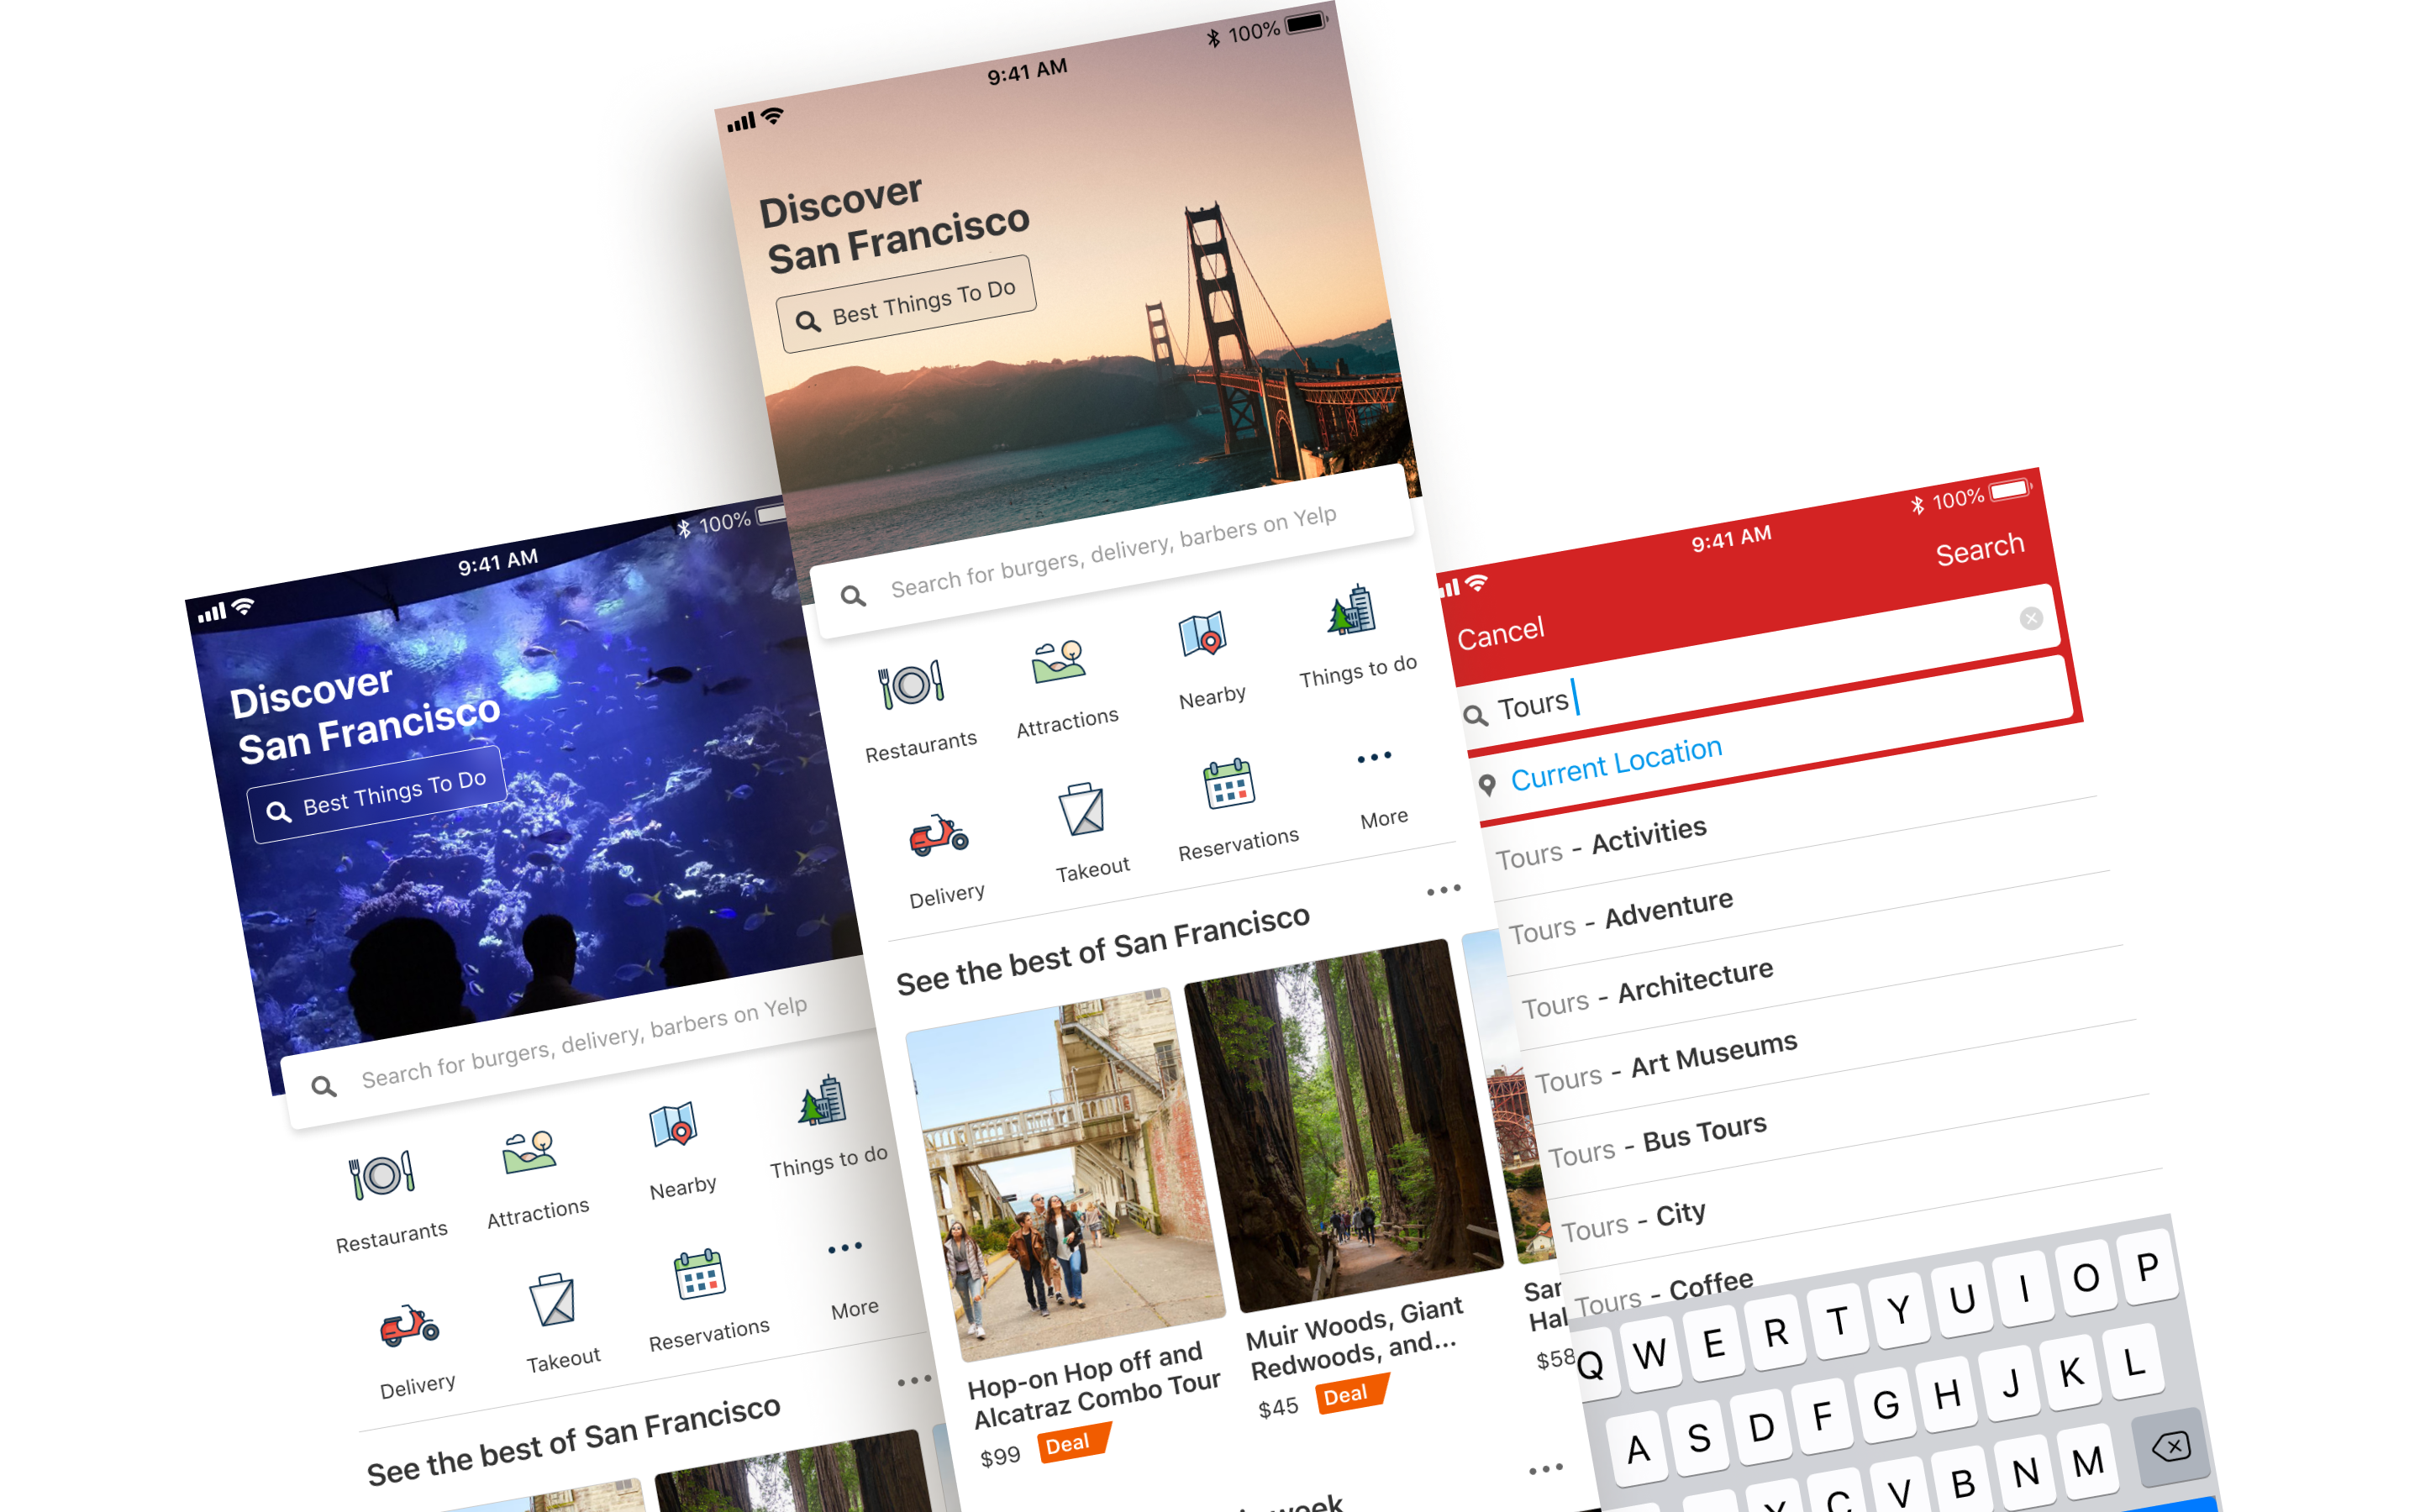 9:41 AM
100%
Discover
San Francisco
Best Things To Do
Search for burgers, delivery, barbers on Yelp
Restaurants
Attractions
Nearby
Things to do
Delivery
Takeout
Reservations
More
See the best of San Francisco
9:41 AM
100%
Discover
San Francisco
Best Things To Do
Search for burgers, delivery, barbers on Yelp
Restaurants
Attractions
Nearby
Things to do
Delivery
Takeout
Reservations
More
See the best of San Francisco
Hop-on Hop off and
Alcatraz Combo Tour
$99 Deal
Muir Woods, Giant
Redwoods, and...
$45 Deal
$58
week
9:41 AM
100%
Cancel
Search
Tours
Current Location
Tours - Activities
Tours - Adventure
Tours - Architecture
Tours - Art Museums
Tours - Bus Tours
Tours - City
Tours - Coffee
Q W E R T Y U I O P
A S D F G H J K L
C V B N M